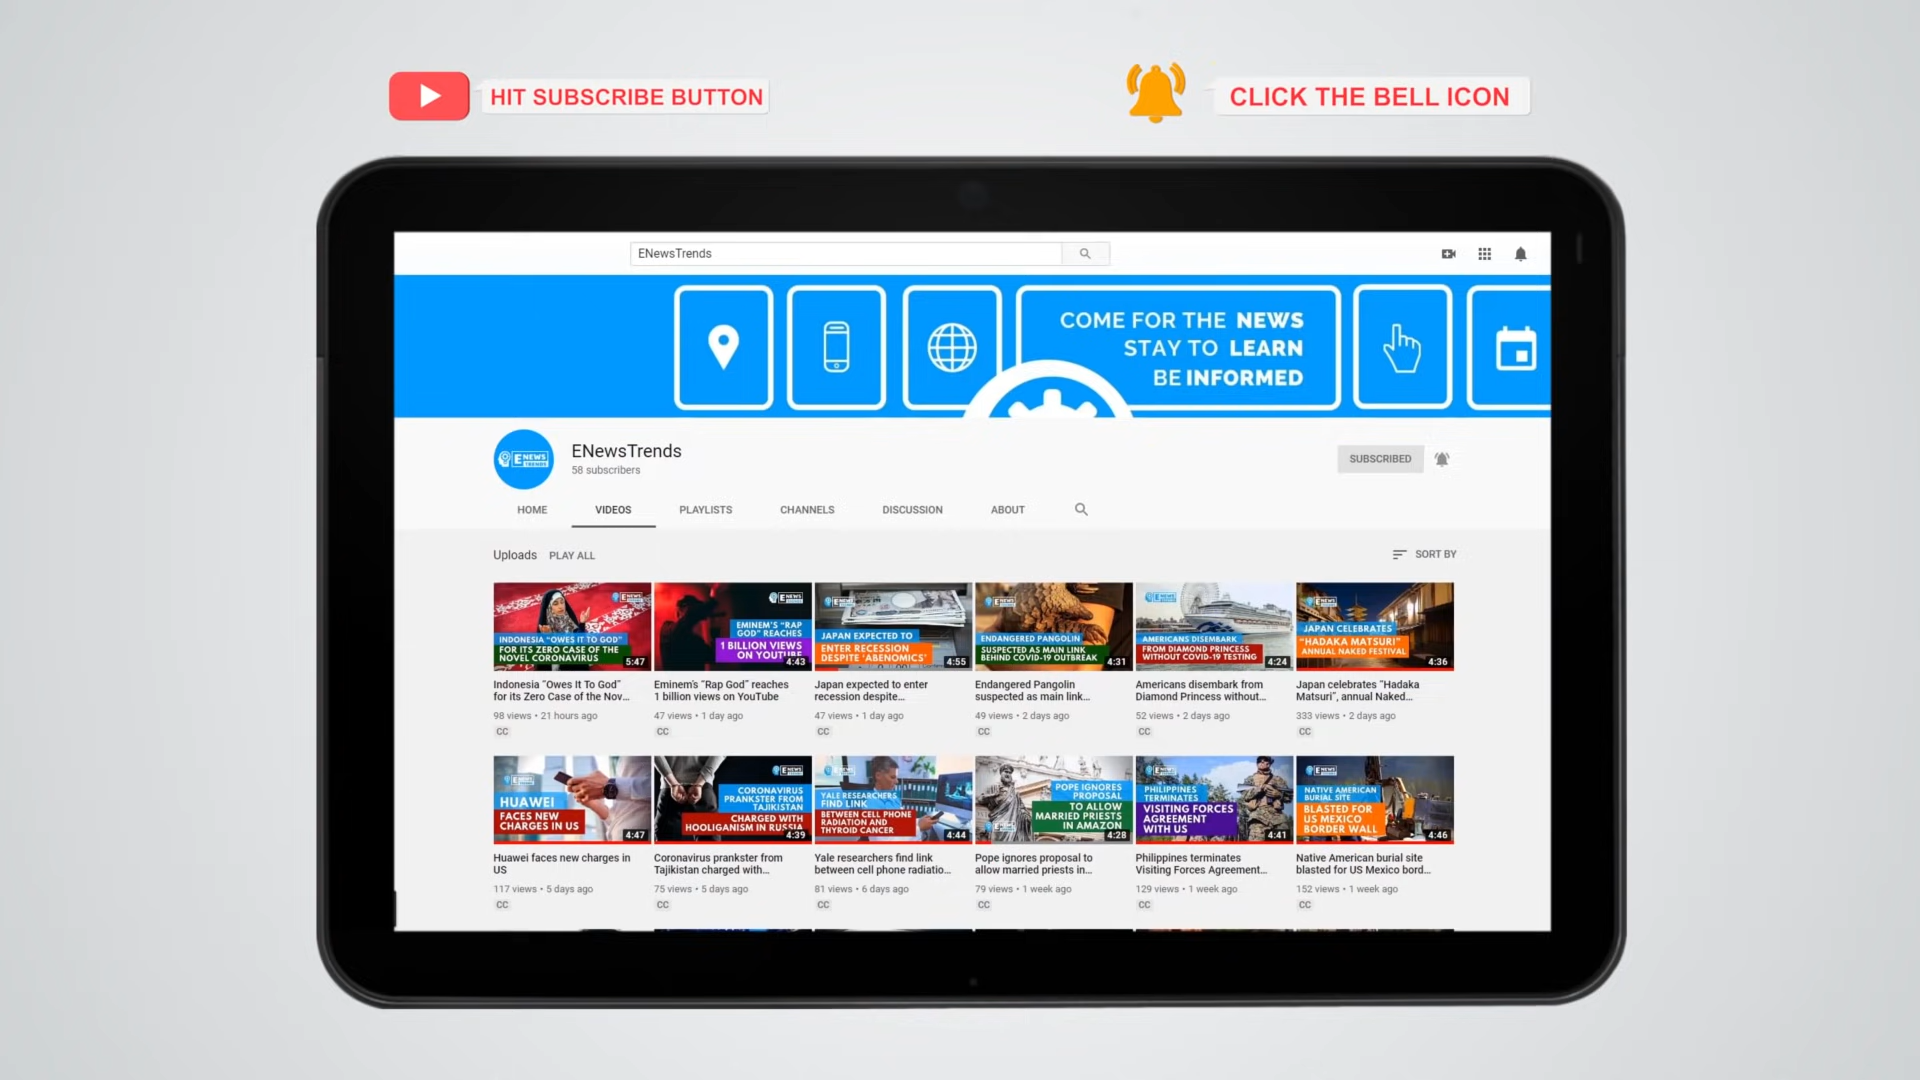 HIT SUBSCRIBE BUTTON
CLICK THE BELL ICON
ENewsTrends
COME FOR THE NEWS
STAY TO LEARN
BE INFORMED
E NEWS
TRENDS
ENewsTrends
58 subscribers
SUBSCRIBED
HOME VIDEOS PLAYLISTS CHANNELS DISCUSSION ABOUT
Uploads PLAY ALL
SORT BY
INDONESIA "OWES IT TO GOD"
FOR ITS ZERO CASE OF THE
NOVEL CORONAVIRUS
5:47
EMINEM'S "RAP
GOD" REACHES
1 BILLION VIEWS
ON YOUTUBE
4:43
JAPAN EXPECTED TO
ENTER RECESSION
DESPITE 'ABENOMICS'
4:55
ENDANGERED PANGOLIN
SUSPECTED AS MAIN LINK
BEHIND COVID-19 OUTBREAK
4:31
AMERICANS DISEMBARK
FROM DIAMOND PRINCESS
WITHOUT COVID-19 TESTING
4:24
JAPAN CELEBRATES
"HADAKA MATSURI"
ANNUAL NAKED FESTIVAL
4:36
Indonesia "Owes It To God"
for its Zero Case of the Nov...
98 views • 21 hours ago
CC
Eminem's "Rap God" reaches
1 billion views on YouTube
47 views • 1 day ago
CC
Japan expected to enter
recession despite...
47 views • 1 day ago
CC
Endangered Pangolin
suspected as main link...
49 views • 2 days ago
CC
Americans disembark from
Diamond Princess without...
52 views • 2 days ago
CC
Japan celebrates "Hadaka
Matsuri", annual Naked...
333 views • 2 days ago
CC
HUAWEI
FACES NEW
CHARGES IN US
4:47
CORONAVIRUS
PRANKSTER FROM
TAJIKISTAN
CHARGED WITH
HOOLIGANISM IN RUSSIA
4:39
YALE RESEARCHERS
FIND LINK
BETWEEN CELL PHONE
RADIATION AND
THYROID CANCER
4:44
POPE IGNORES
PROPOSAL
TO ALLOW
MARRIED PRIESTS
IN AMAZON
4:28
PHILIPPINES
TERMINATES
VISITING FORCES
AGREEMENT
WITH US
4:41
NATIVE AMERICAN
BURIAL SITE
BLASTED FOR
US MEXICO
BORDER WALL
4:46
Huawei faces new charges in
US
117 views • 5 days ago
CC
Coronavirus prankster from
Tajikistan charged with...
75 views • 5 days ago
CC
Yale researchers find link
between cell phone radiatio...
81 views • 6 days ago
CC
Pope ignores proposal to
allow married priests in...
79 views • 1 week ago
CC
Philippines terminates
Visiting Forces Agreement...
129 views • 1 week ago
CC
Native American burial site
blasted for US Mexico bord...
152 views • 1 week ago
CC